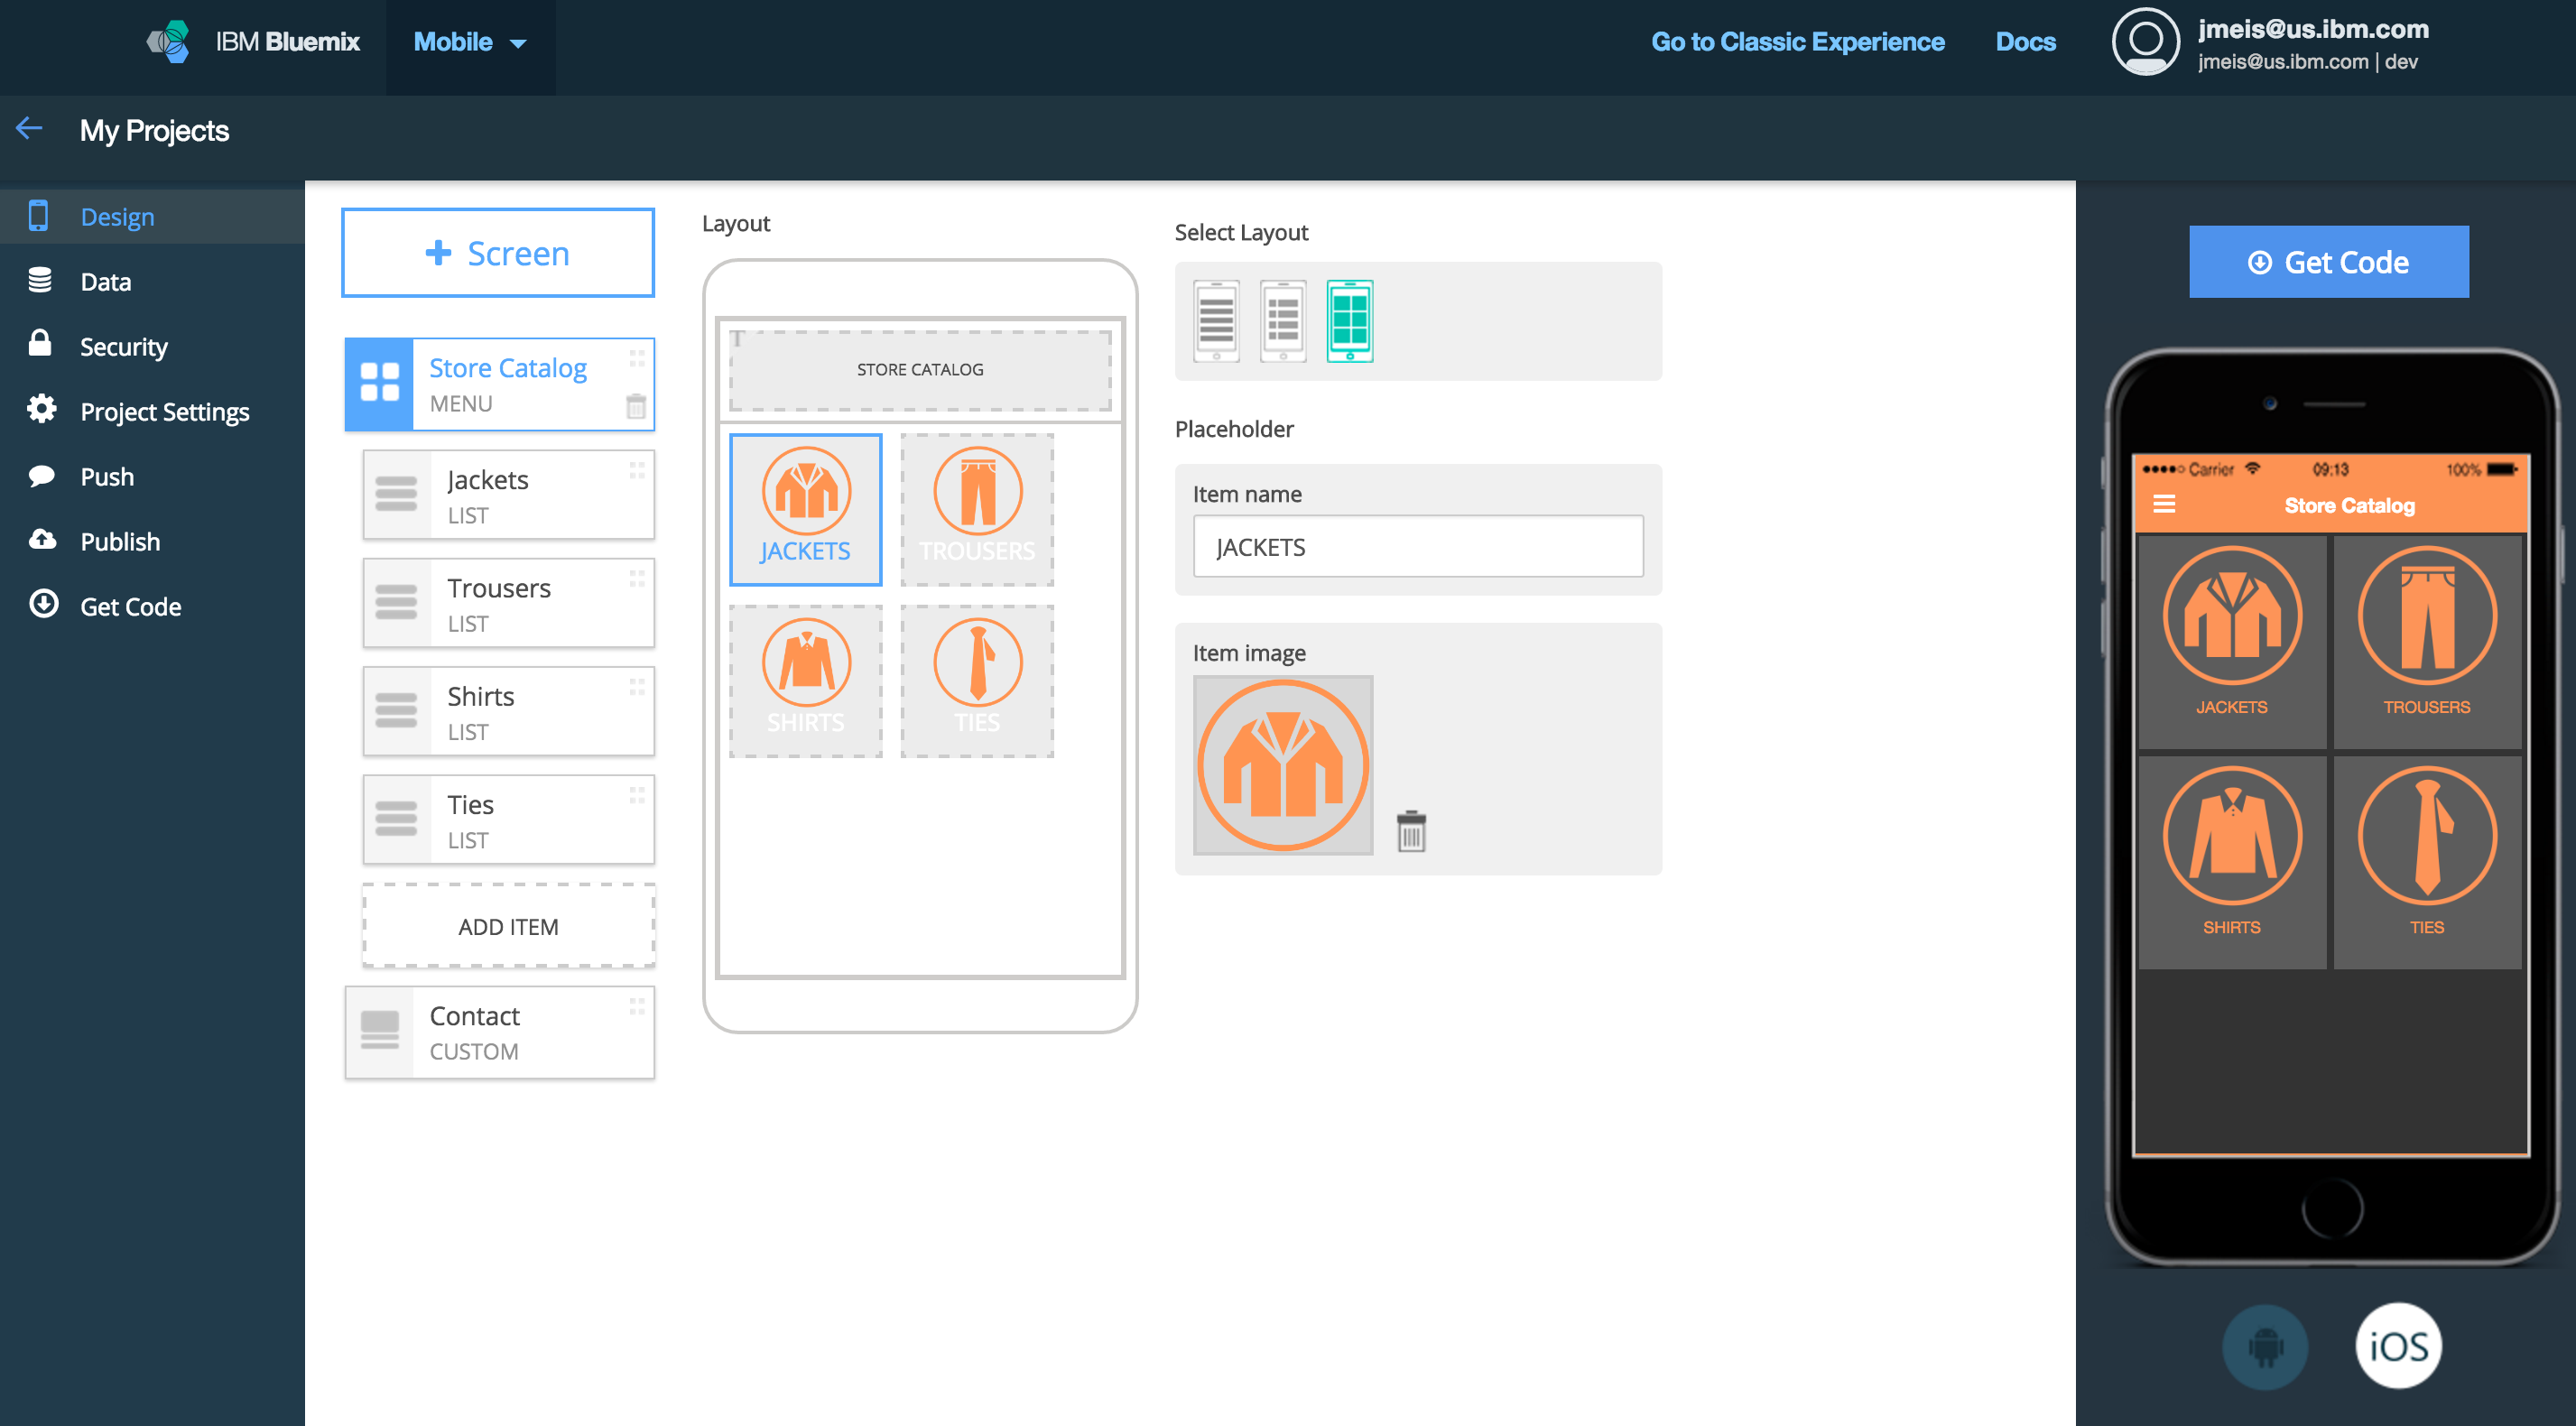 IBM Bluemix
Mobile
Go to Classic Experience
Docs
jmeis@us.ibm.com
jmeis@us.ibm.com | dev
My Projects
Design
Data
Security
Project Settings
Push
Publish
Get Code
+ Screen
Store Catalog
MENU
Jackets
LIST
Trousers
LIST
Shirts
LIST
Ties
LIST
ADD ITEM
Contact
CUSTOM
Layout
T
STORE CATALOG
JACKETS
TROUSERS
SHIRTS
TIES
Select Layout
Placeholder
Item name
JACKETS
Item image
Get Code
Carrier
09:13
100%
Store Catalog
JACKETS
TROUSERS
SHIRTS
TIES
iOS